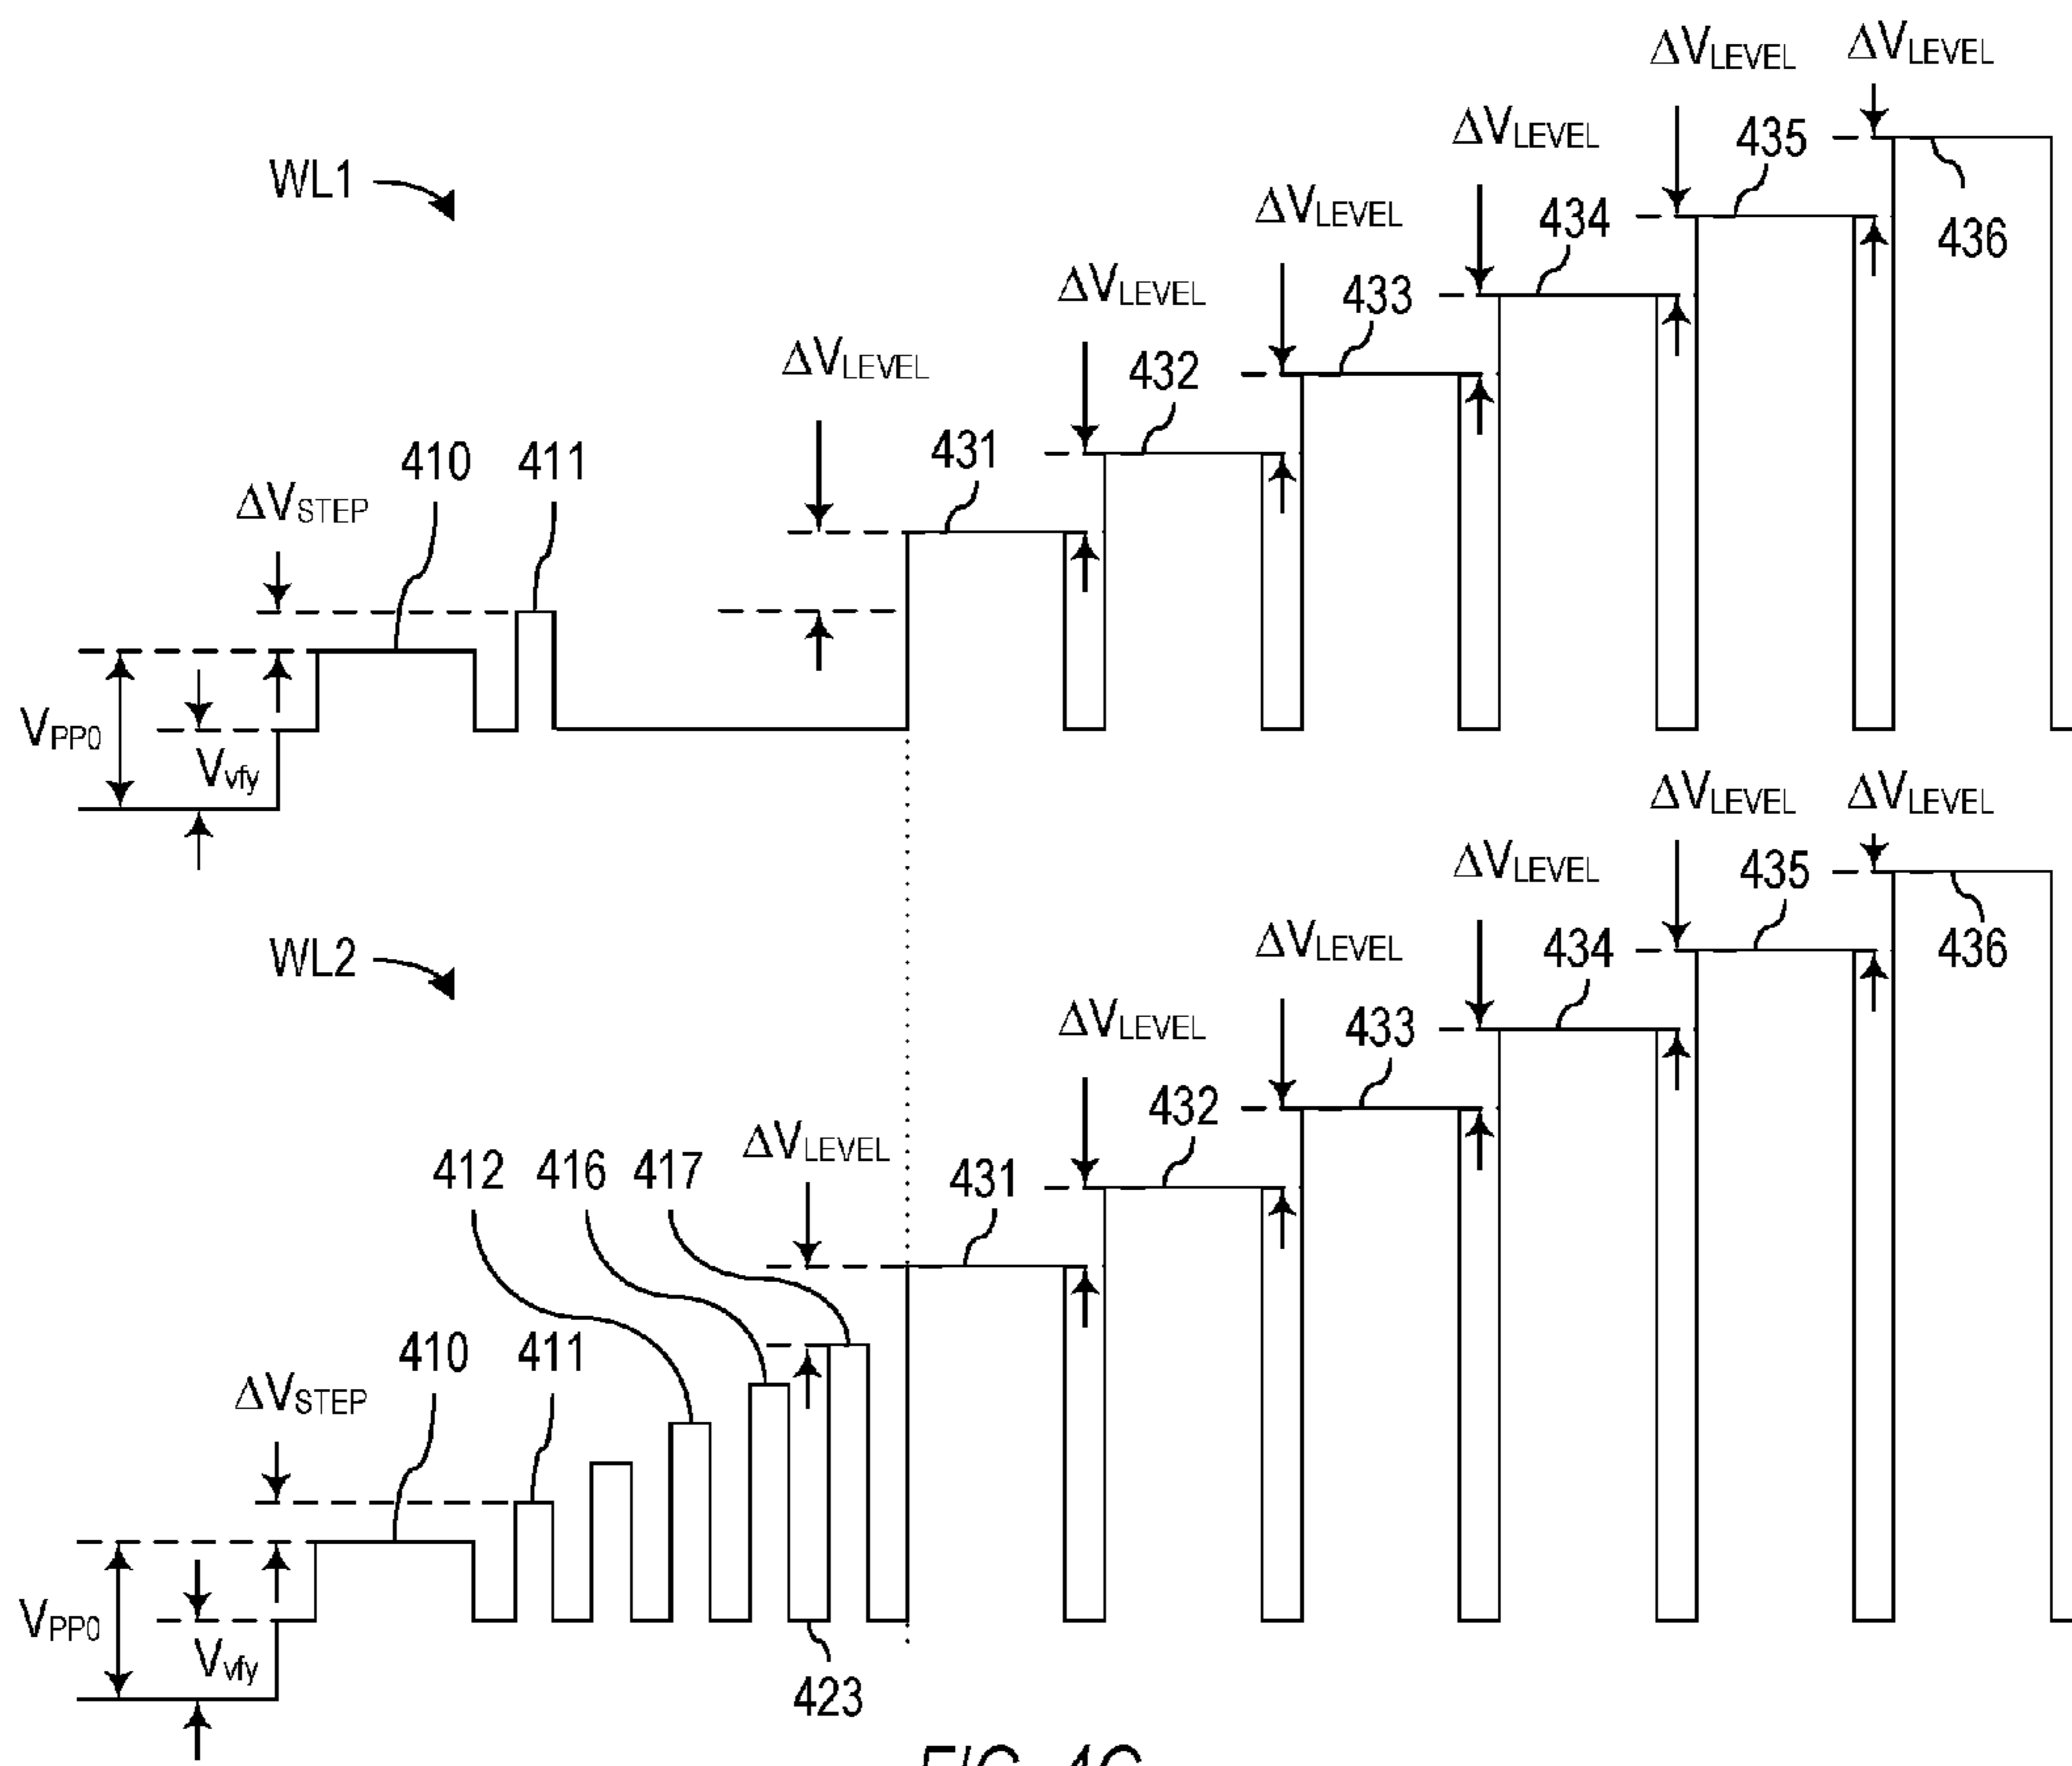 ΔVLEVEL ΔVLEVEL
ΔVLEVEL 435
WL1
ΔVLEVEL 434 436
ΔVLEVEL 433
ΔVLEVEL 432
410 411 431
ΔVSTEP
VPP0
Vvfy
ΔVLEVEL ΔVLEVEL
ΔVLEVEL 435
WL2
ΔVLEVEL 434 436
ΔVLEVEL 433
ΔVLEVEL 432
412 416 417 431
410 411
ΔVSTEP
VPP0
Vvfy
423
FIG. 4C